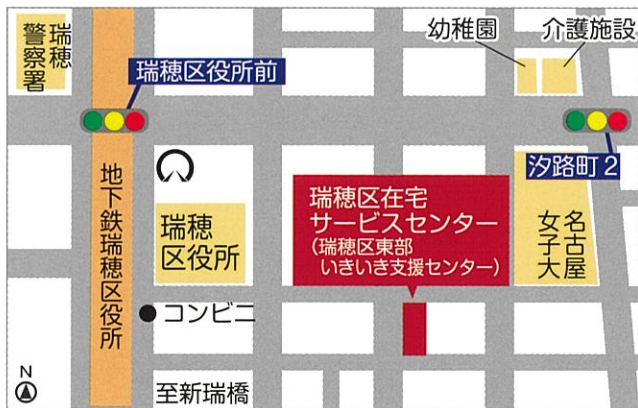 瑞穂
警察署
瑞穂区役所前
幼稚園
介護施設
汐路町2
地下鉄瑞穂区役所
瑞穂
区役所
瑞穂区在宅
サービスセンター
(瑞穂区東部
いきいき支援センター)
名古屋
女子大
コンビニ
至新瑞橋
N